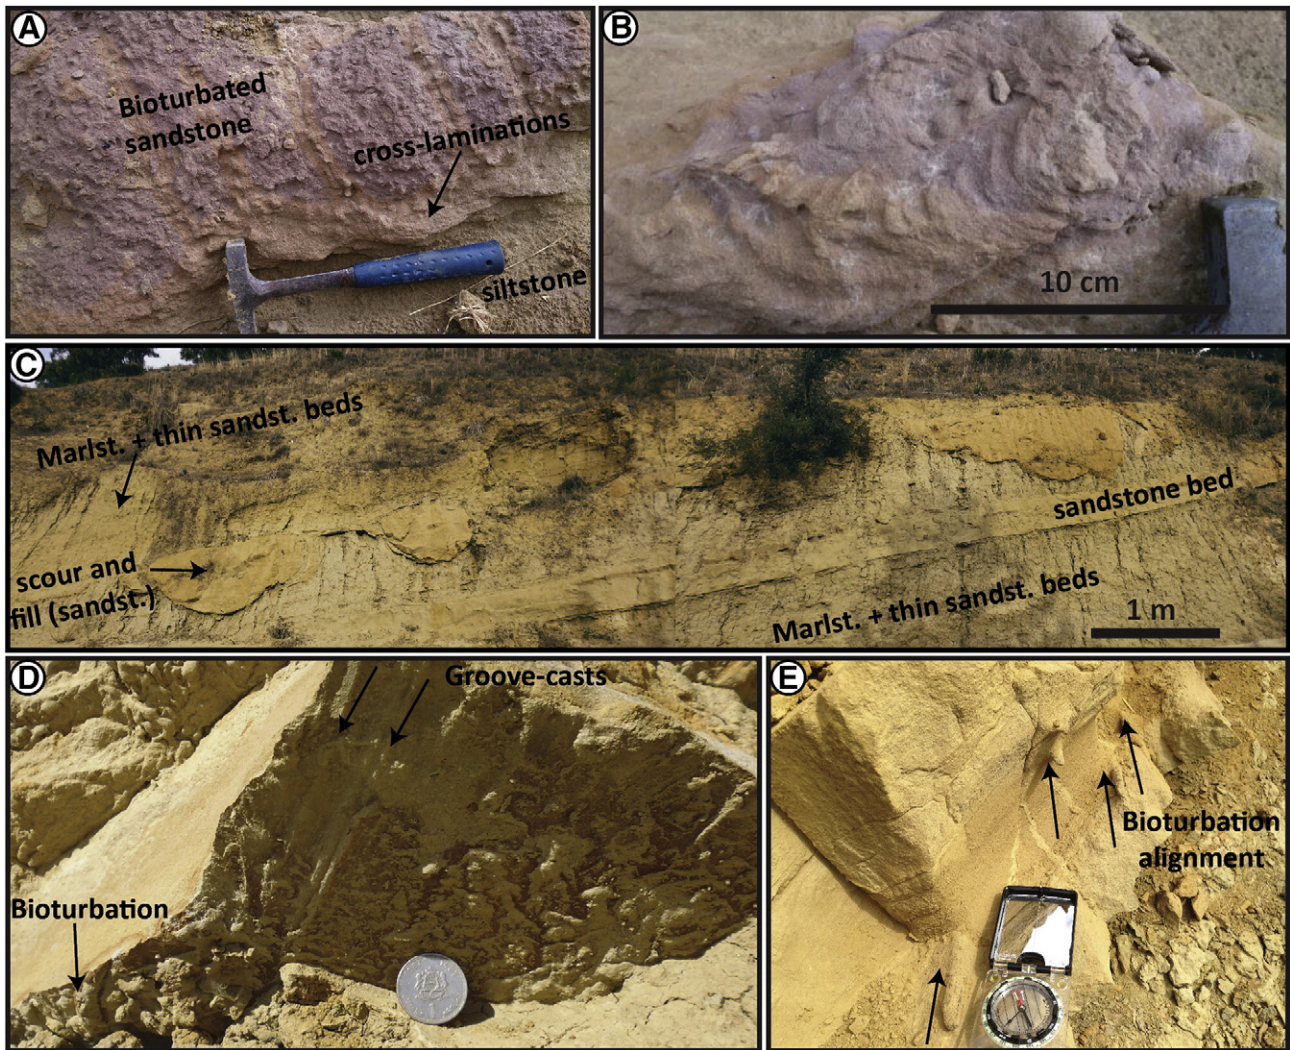 A
Bioturbated
sandstone
cross-laminations
siltstone
B
10 cm
C
Marlst. + thin sandst. beds
scour and
fill (sandst.)
sandstone bed
Marlst. + thin sandst. beds
1 m
D
Groove-casts
Bioturbation
E
Bioturbation
alignment